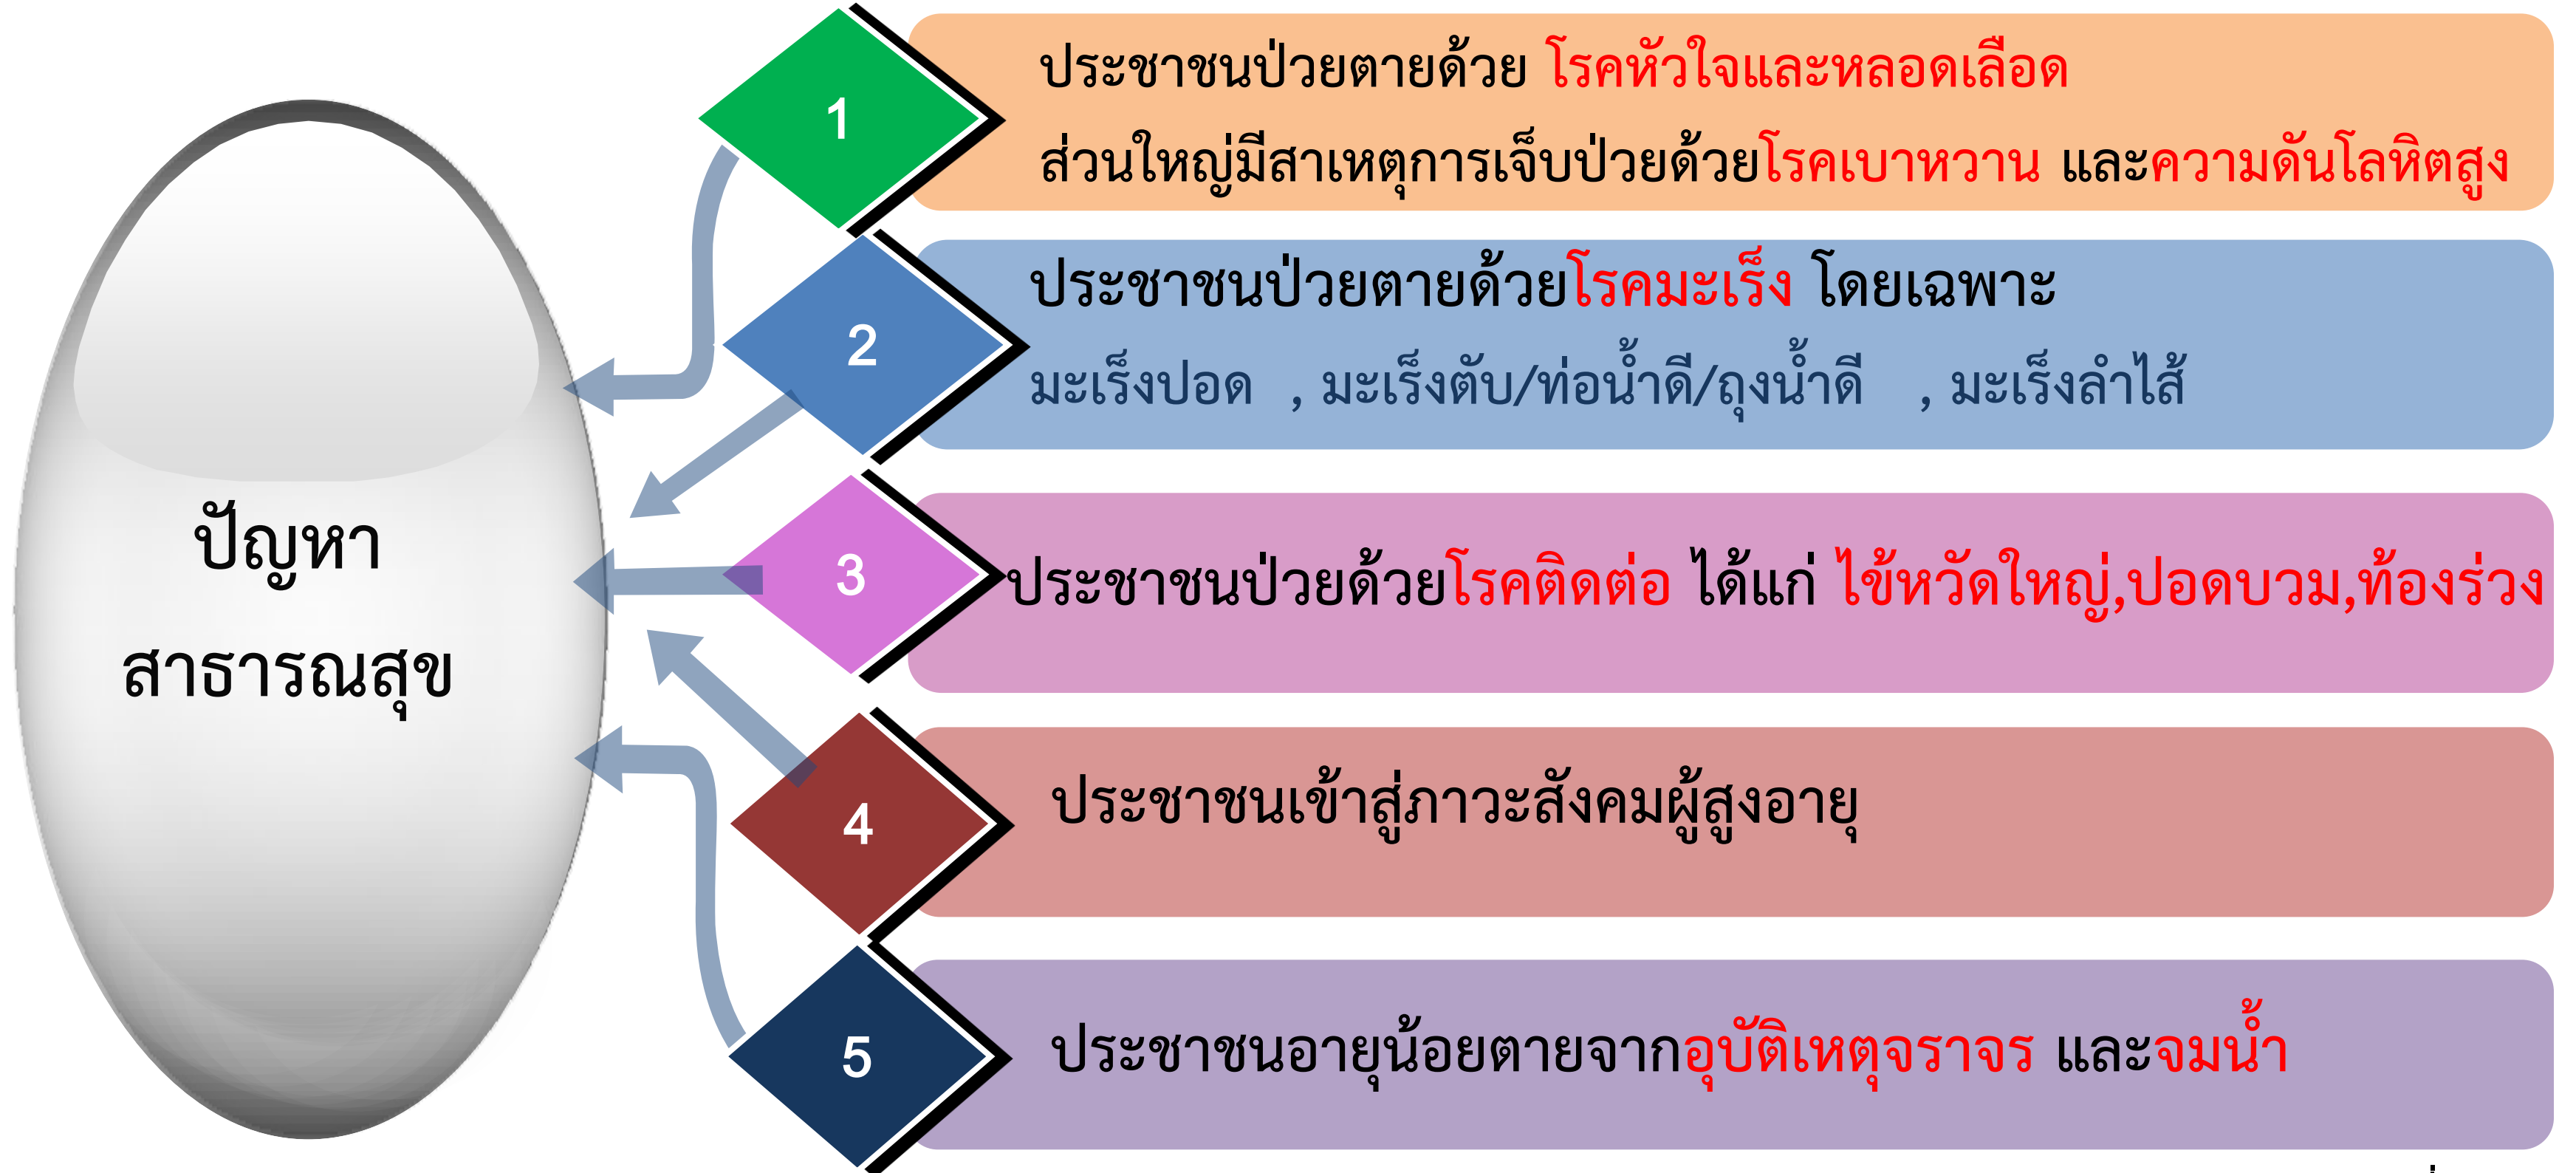 ปัญหา
สาธารณสุข
1
ประชาชนป่วยตายด้วย โรคหัวใจและหลอดเลือด
ส่วนใหญ่มีสาเหตุการเจ็บป่วยด้วยโรคเบาหวาน และความดันโลหิตสูง
2
ประชาชนป่วยตายด้วยโรคมะเร็ง โดยเฉพาะ
มะเร็งปอด , มะเร็งตับ/ท่อน้ำดี/ถุงน้ำดี , มะเร็งลำไส้
3
ประชาชนป่วยด้วยโรคติดต่อ ได้แก่ ไข้หวัดใหญ่,ปอดบวม,ท้องร่วง
4
ประชาชนเข้าสู่ภาวะสังคมผู้สูงอายุ
5
ประชาชนอายุน้อยตายจากอุบัติเหตุจราจร และจมน้ำ